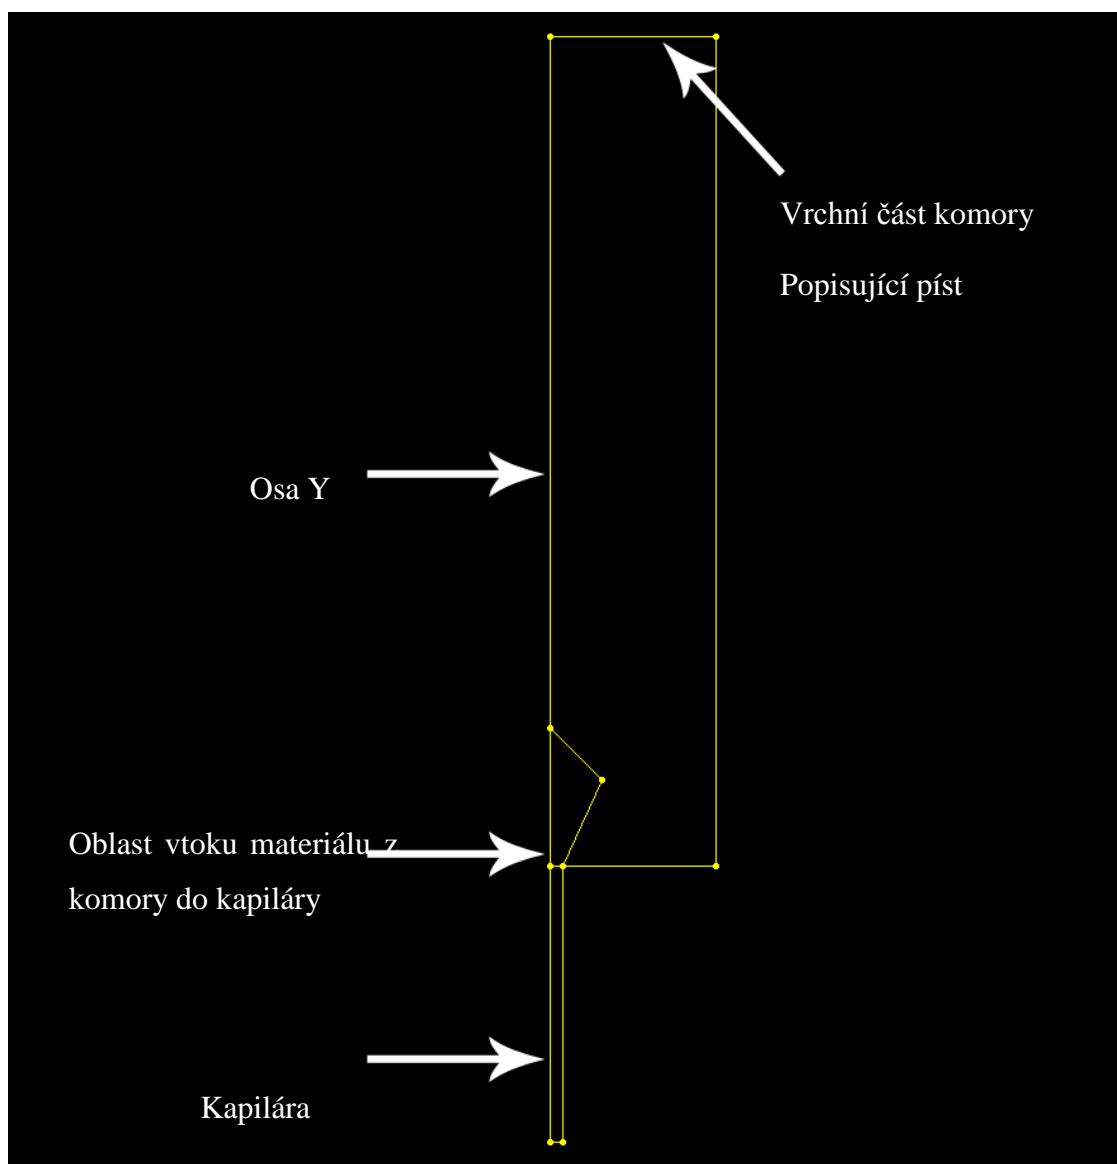 Vrchní část komory
Popisující píst
Osa Y
Oblast vtoku materiálu z
komory do kapiláry
Kapilára